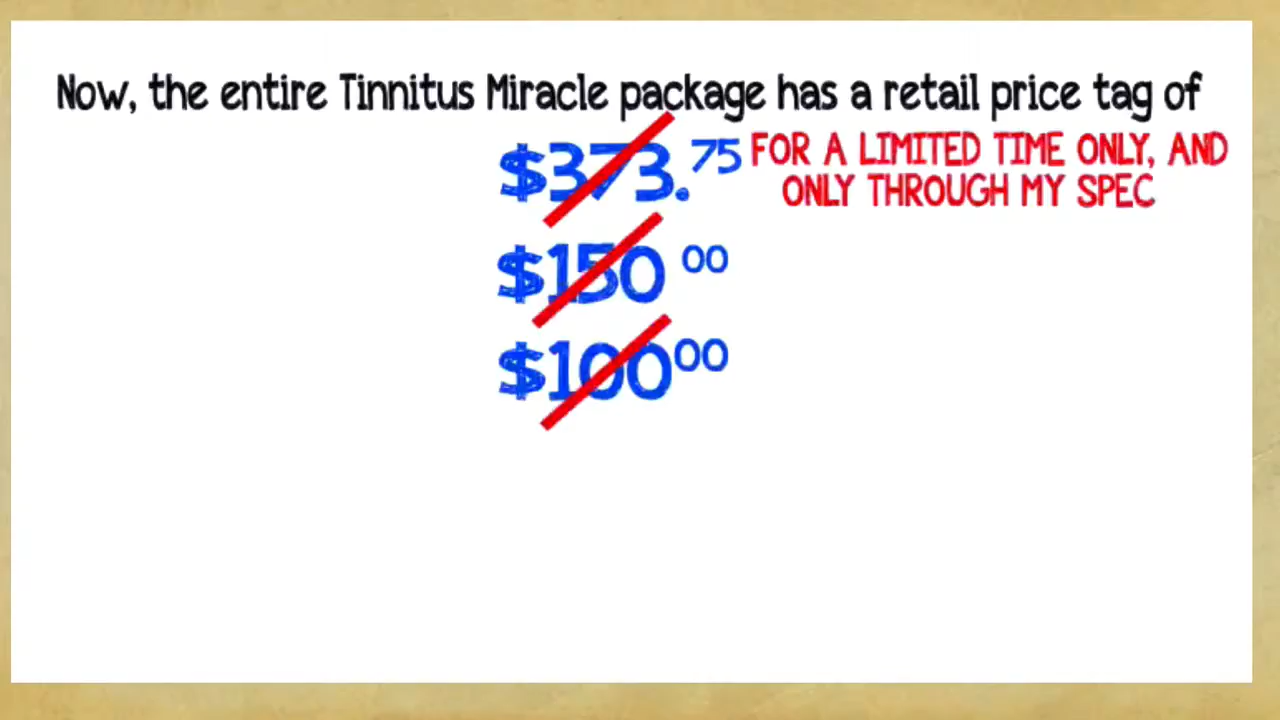 Now, the entire Tinnitus Miracle package has a retail price tag of
$373.75 FOR A LIMITED TIME ONLY, AND
ONLY THROUGH MY SPEC
$150 00
$100 00